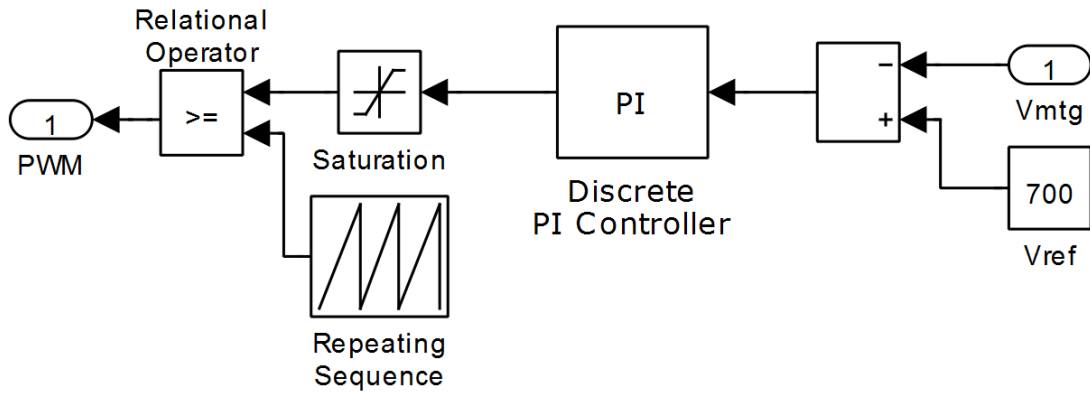 Relational
Operator
>=
1
PWM
Saturation
Repeating
Sequence
PI
Discrete
PI Controller
−
+
1
Vmtg
700
Vref